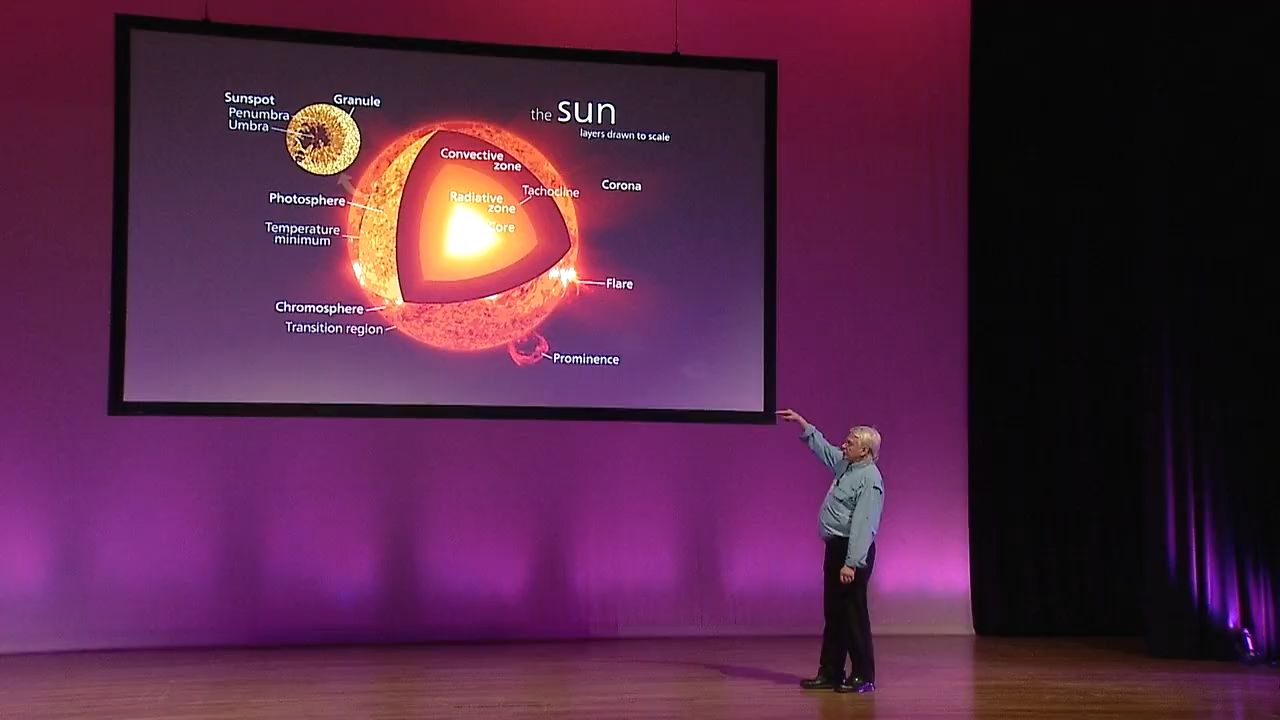 the sun
layers drawn to scale
Sunspot
Penumbra
Umbra
Granule
Convective
zone
Tachocline
Corona
Radiative
zone
Core
Photosphere
Temperature
minimum
Flare
Chromosphere
Transition region
Prominence